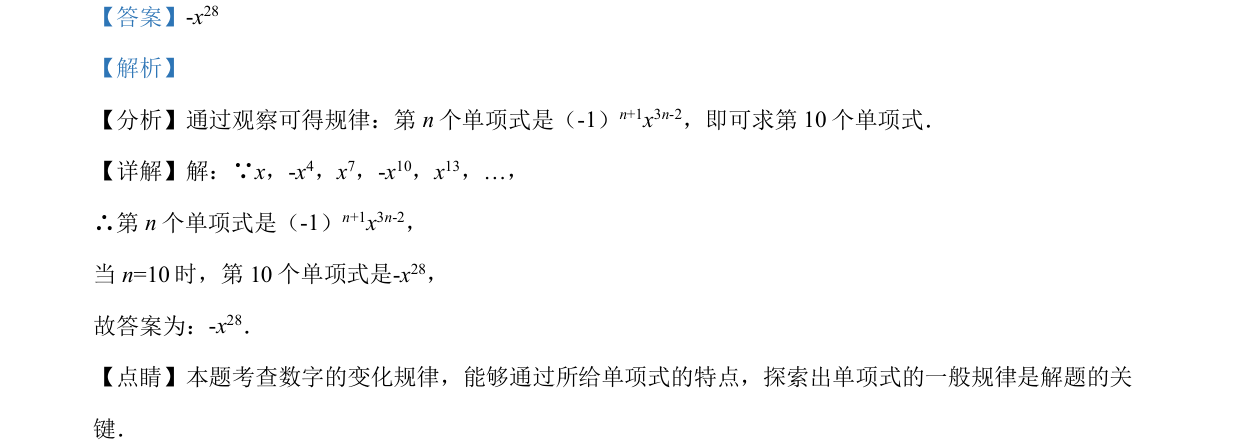 【答案】-x²⁸
【解析】
【分析】通过观察可得规律：第 n 个单项式是（-1）ⁿ⁺¹x³ⁿ⁻²，即可求第 10 个单项式．
【详解】解：∵x，-x⁴，x⁷，-x¹⁰，x¹³，…，
∴第 n 个单项式是（-1）ⁿ⁺¹x³ⁿ⁻²，
当 n=10 时，第 10 个单项式是-x²⁸，
故答案为：-x²⁸．
【点睛】本题考查数字的变化规律，能够通过所给单项式的特点，探索出单项式的一般规律是解题的关
键．